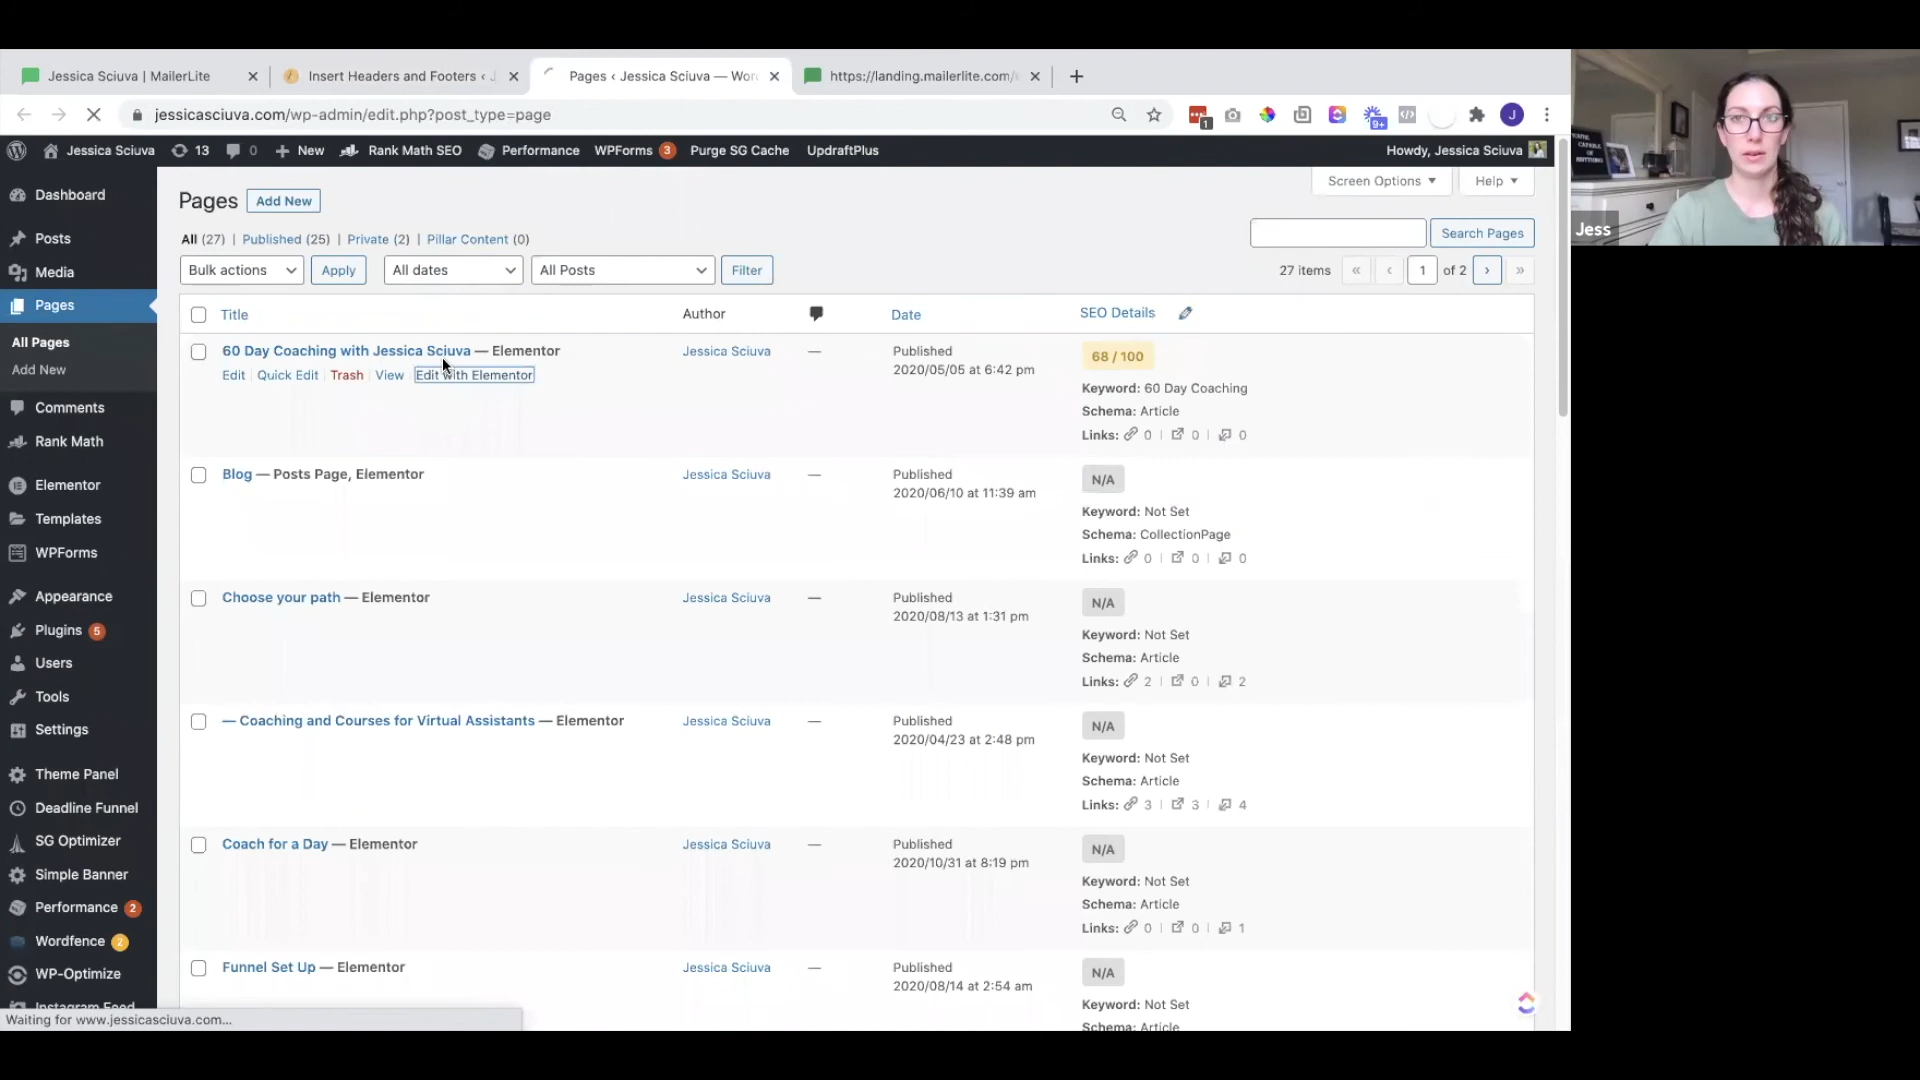 Jessica Sciuva | MailerLite
Insert Headers and Footers ‹ J
Pages ‹ Jessica Sciuva — Wor
https://landing.mailerlite.com/
jessicasciuva.com/wp-admin/edit.php?post_type=page
1
9+
J
Jessica Sciuva
13
0
New
Rank Math SEO
Performance
WPForms 3
Purge SG Cache
UpdraftPlus
Howdy, Jessica Sciuva
Dashboard
Posts
Media
Pages
All Pages
Add New
Comments
Rank Math
Elementor
Templates
WPForms
Appearance
Plugins 5
Users
Tools
Settings
Theme Panel
Deadline Funnel
SG Optimizer
Simple Banner
Performance 2
Wordfence 2
WP-Optimize
Instagram Feed
Waiting for www.jessicasciuva.com...
Pages Add New
Screen Options
Help
All (27) | Published (25) | Private (2) | Pillar Content (0)
Search Pages
Bulk actions
Apply
All dates
All Posts
Filter
27 items « ‹ 1 of 2 › »
Title Author Date SEO Details
60 Day Coaching with Jessica Sciuva — Elementor
Edit | Quick Edit | Trash | View | Edit with Elementor
Jessica Sciuva
—
Published
2020/05/05 at 6:42 pm
68 / 100
Keyword: 60 Day Coaching
Schema: Article
Links: 0 | 0 | 0
Blog — Posts Page, Elementor
Jessica Sciuva
—
Published
2020/06/10 at 11:39 am
N/A
Keyword: Not Set
Schema: CollectionPage
Links: 0 | 0 | 0
Choose your path — Elementor
Jessica Sciuva
—
Published
2020/08/13 at 1:31 pm
N/A
Keyword: Not Set
Schema: Article
Links: 2 | 0 | 2
— Coaching and Courses for Virtual Assistants — Elementor
Jessica Sciuva
—
Published
2020/04/23 at 2:48 pm
N/A
Keyword: Not Set
Schema: Article
Links: 3 | 3 | 4
Coach for a Day — Elementor
Jessica Sciuva
—
Published
2020/10/31 at 8:19 pm
N/A
Keyword: Not Set
Schema: Article
Links: 0 | 0 | 1
Funnel Set Up — Elementor
Jessica Sciuva
—
Published
2020/08/14 at 2:54 am
N/A
Keyword: Not Set
Schema: Article
CAPABLE
OF
ANYTHING
Jess